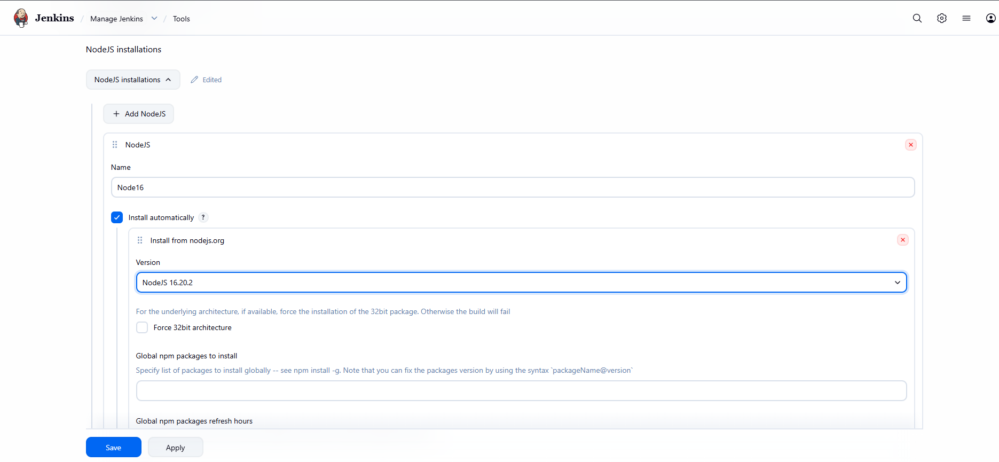 Jenkins / Manage Jenkins / Tools
NodeJS installations
NodeJS installations Edited
+ Add NodeJS
NodeJS
Name
Node16
Install automatically ?
Install from nodejs.org
Version
NodeJS 16.20.2
For the underlying architecture, if available, force the installation of the 32bit package. Otherwise the build will fail
Force 32bit architecture
Global npm packages to install
Specify list of packages to install globally -- see npm install -g. Note that you can fix the packages version by using the syntax `packageName@version`
Global npm packages refresh hours
Save Apply